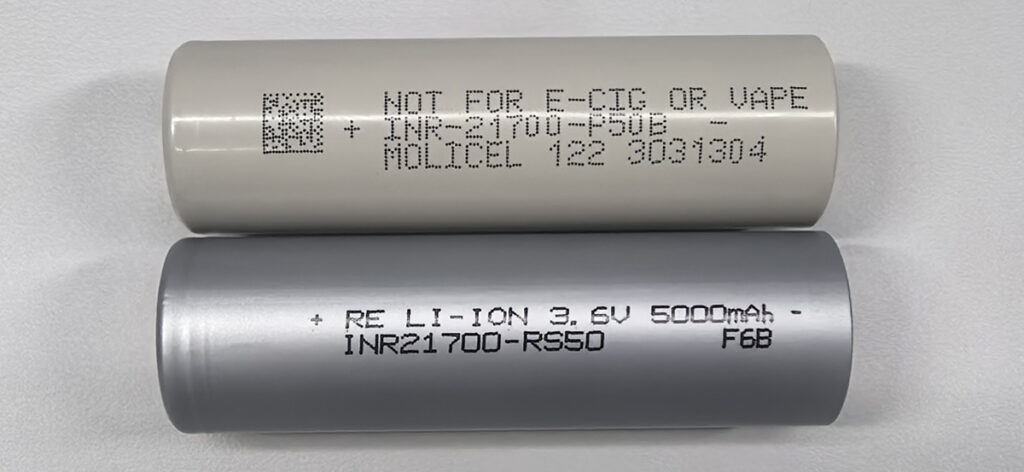 NOT FOR E-CIG OR VAPE
+ INR-21700-P50B -
MOLICEL 122 3031304
+ RE LI-ION 3.6V 5000mAh -
INR21700-RS50 F6B